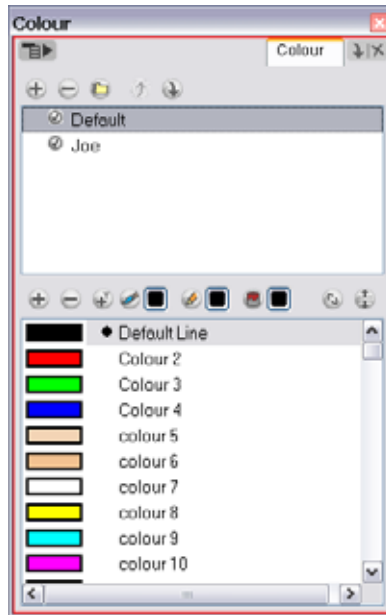 Colour
Colour
Default
Joe
Default Line
Colour 2
Colour 3
Colour 4
colour 5
colour 6
colour 7
colour 8
colour 9
colour 10